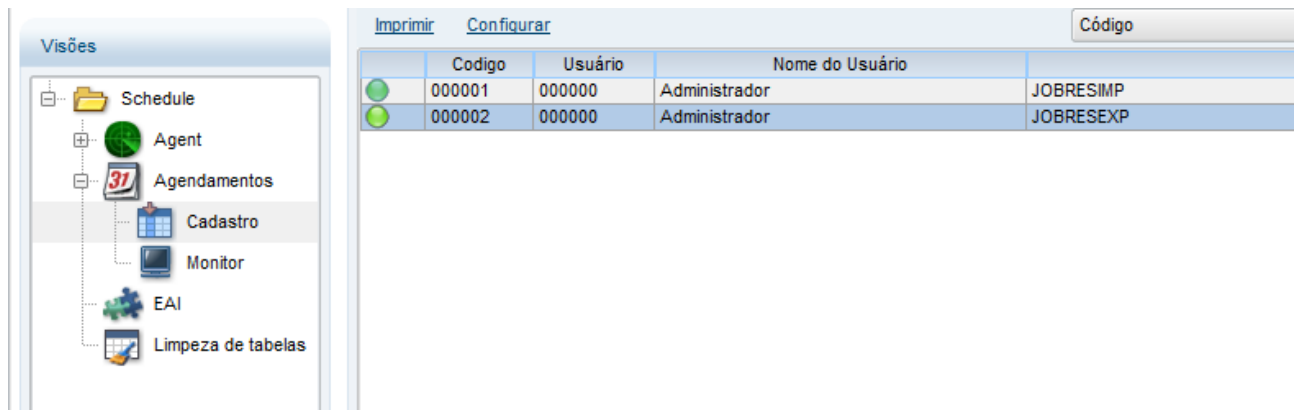 Visões
Schedule
Agent
31
Agendamentos
Cadastro
Monitor
EAI
Limpeza de tabelas
Imprimir Configurar Código
Codigo Usuário Nome do Usuário
000001 000000 Administrador JOBRESIMP
000002 000000 Administrador JOBRESEXP